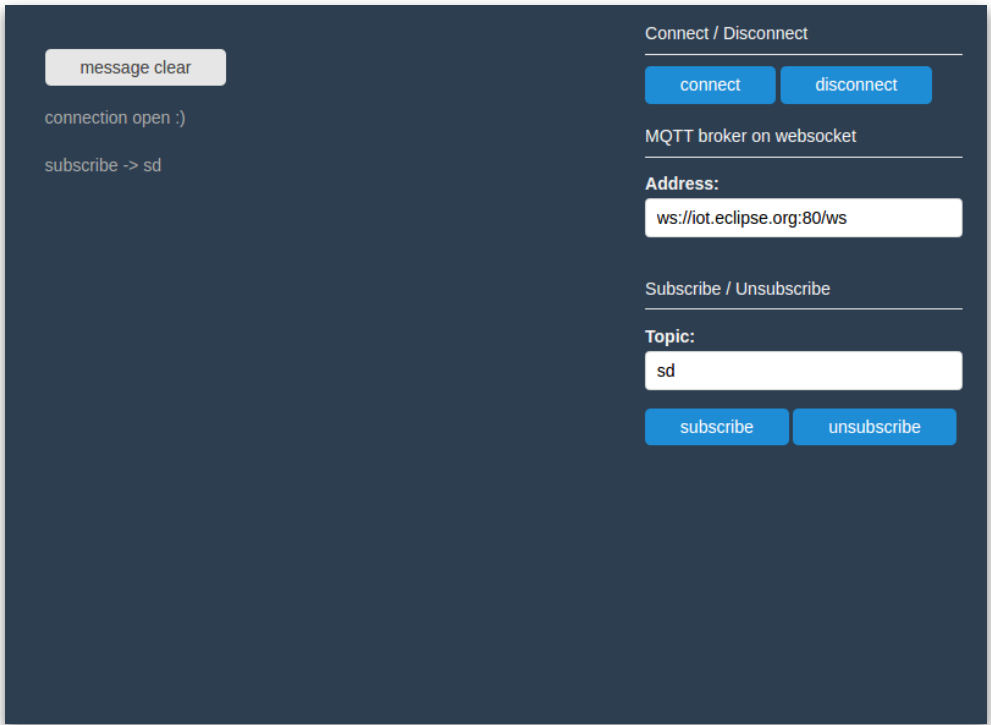 message clear
connection open :)
subscribe -> sd
Connect / Disconnect
connect disconnect
MQTT broker on websocket
Address:
ws://iot.eclipse.org:80/ws
Subscribe / Unsubscribe
Topic:
sd
subscribe unsubscribe